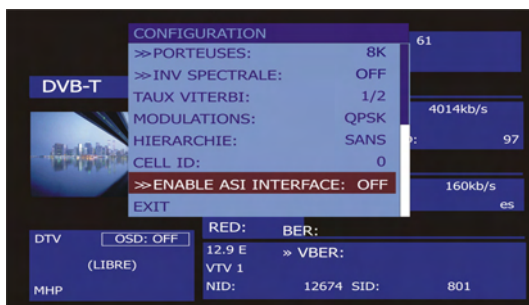 CONFIGURATION
»PORTEUSES: 8K
»INV SPECTRALE: OFF
TAUX VITERBI: 1/2
MODULATIONS: QPSK
HIERARCHIE: SANS
CELL ID: 0
»ENABLE ASI INTERFACE: OFF
EXIT
61
DVB-T
4014kb/s
: 97
160kb/s
es
DTV OSD: OFF
(LIBRE)
MHP
RED: BER:
12.9 E » VBER:
VTV 1
NID: 12674 SID: 801